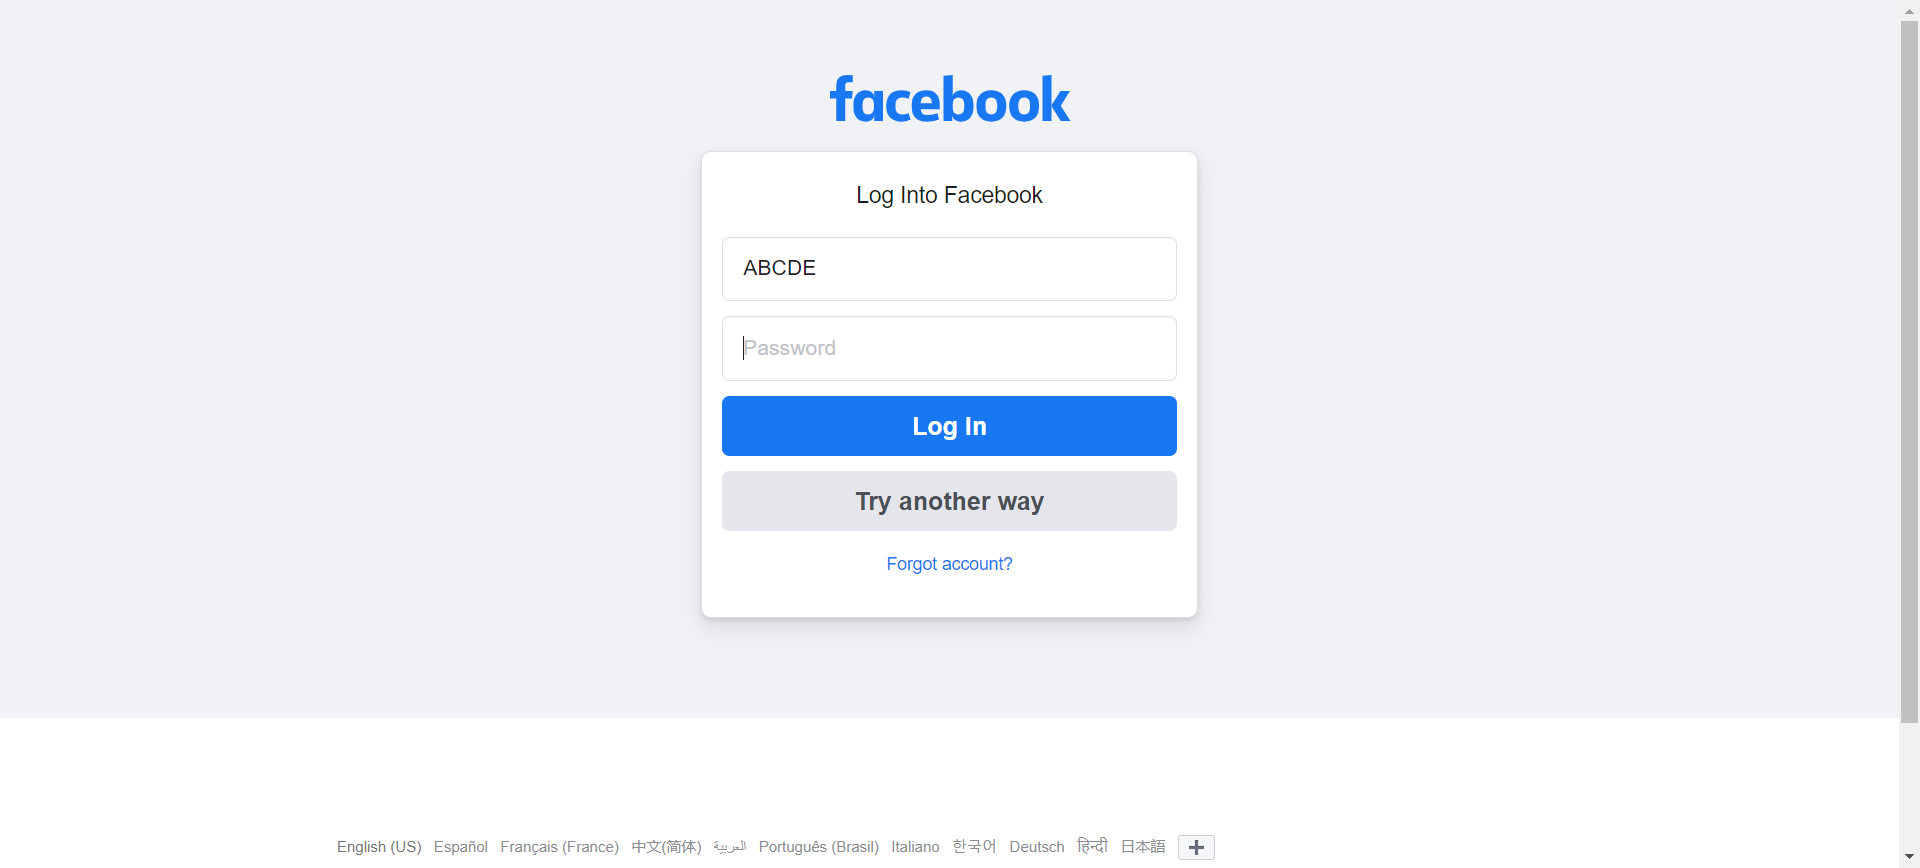 facebook
Log Into Facebook
ABCDE
Password
Log In
Try another way
Forgot account?
English (US) Español Français (France) 中文(简体) العربية Português (Brasil) Italiano 한국어 Deutsch हिन्दी 日本語